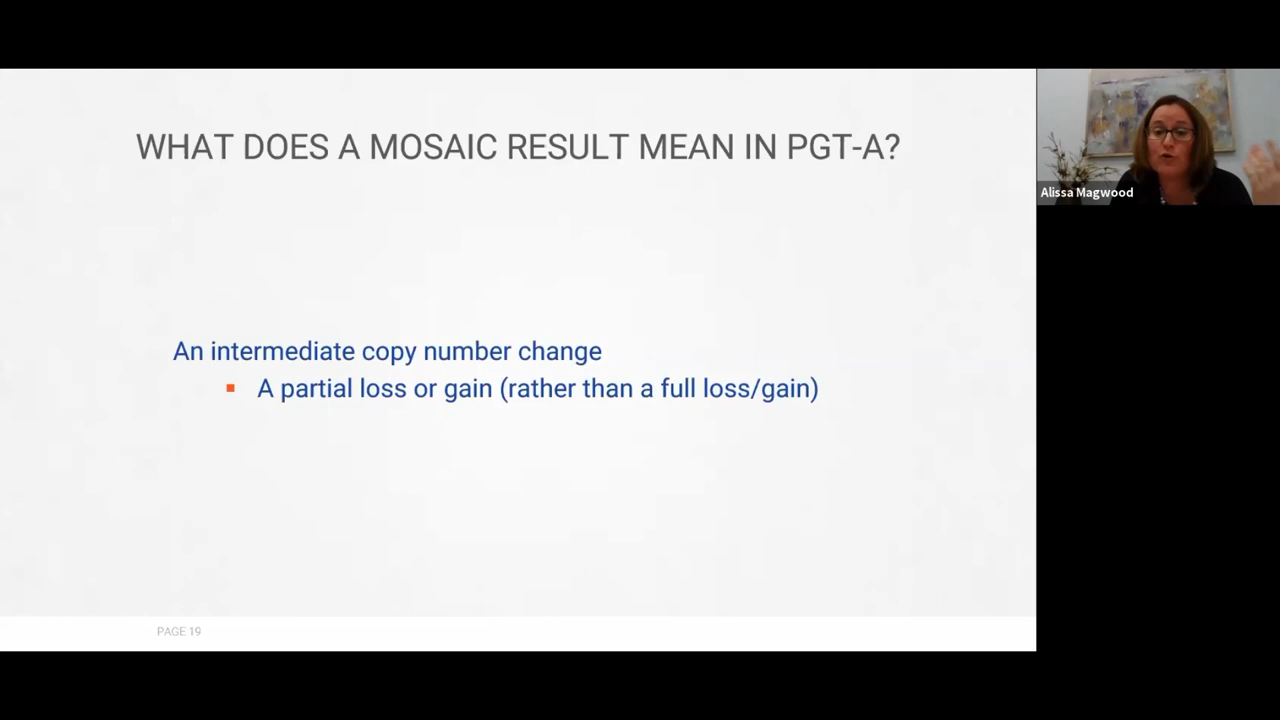 WHAT DOES A MOSAIC RESULT MEAN IN PGT-A?
Alissa Magwood
An intermediate copy number change
A partial loss or gain (rather than a full loss/gain)
PAGE 19